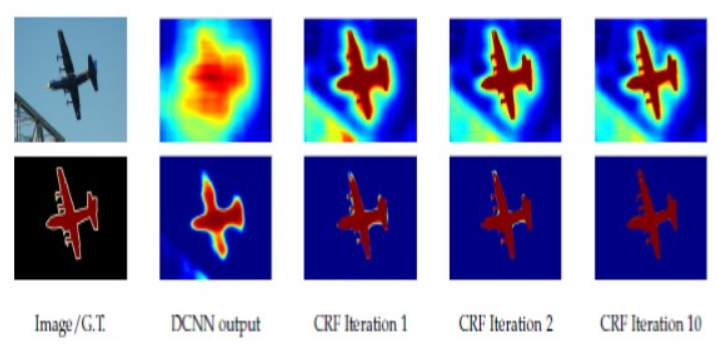 Image/G.T. DCNN output CRF Iteration 1 CRF Iteration 2 CRF Iteration 10